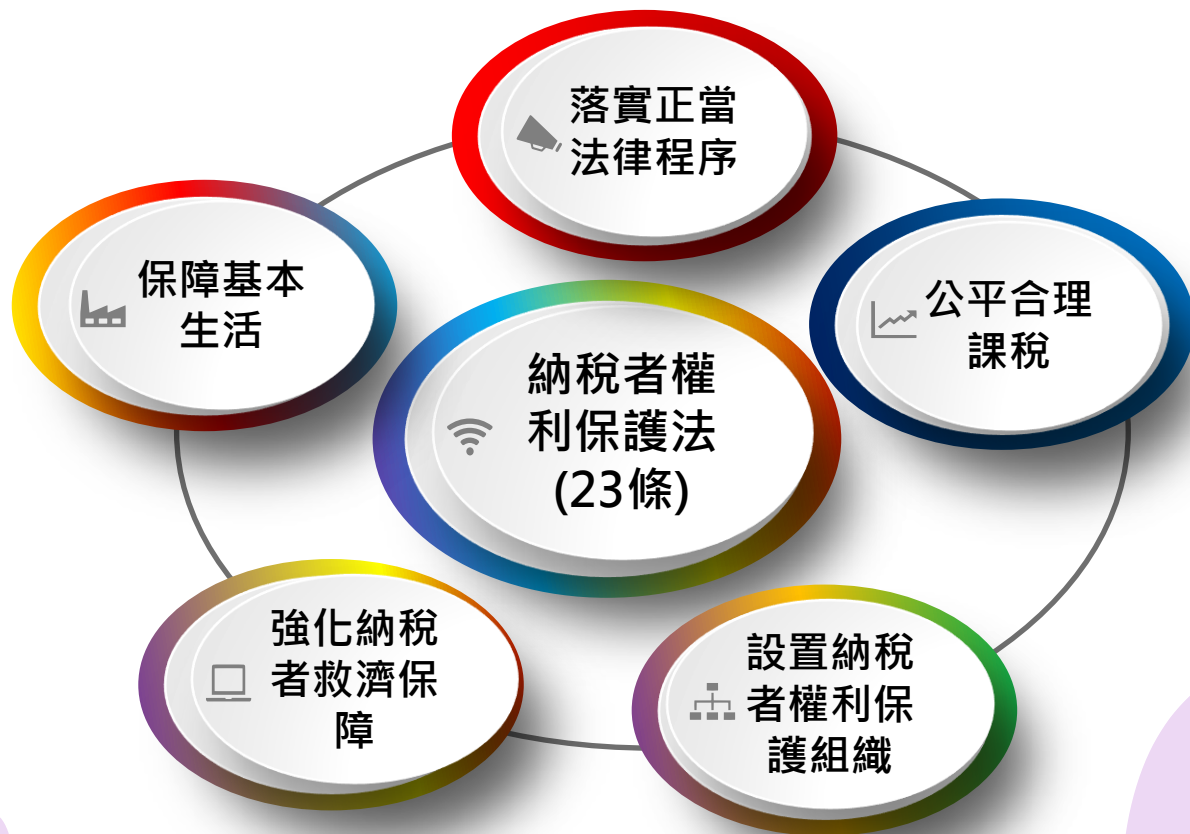 落實正當
法律程序
保障基本
生活
公平合理
課稅
納稅者權
利保護法
(23條)
強化納稅
者救濟保
障
設置納稅
者權利保
護組織